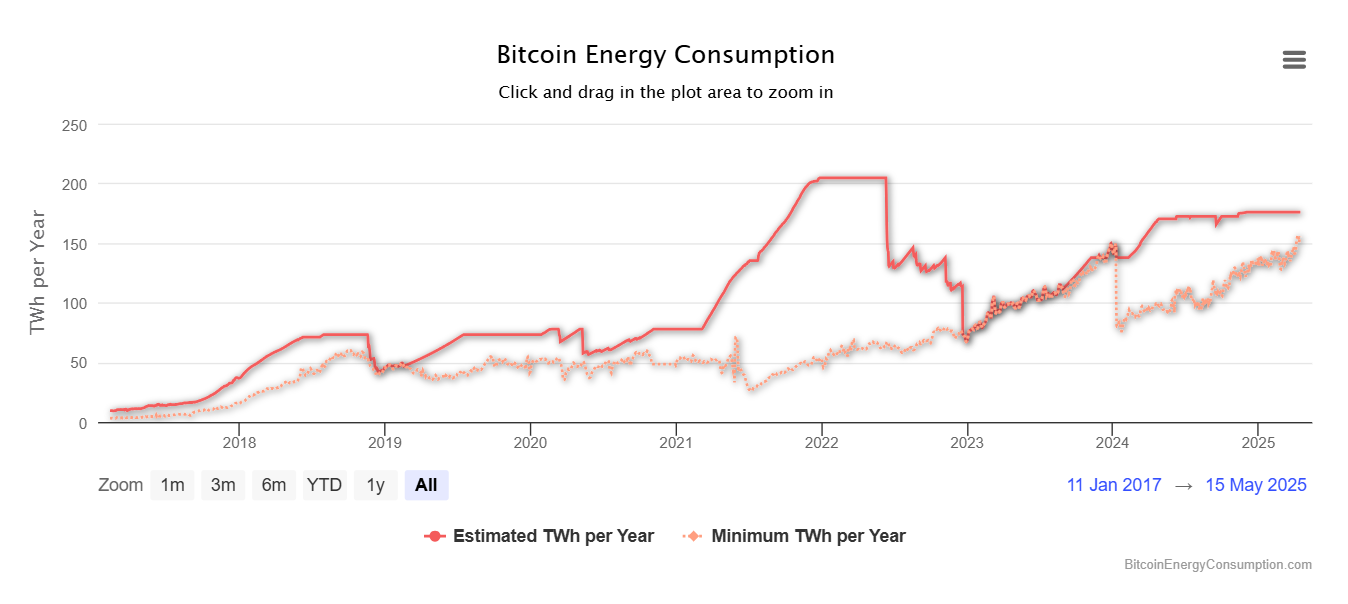 Bitcoin Energy Consumption
Click and drag in the plot area to zoom in
TWh per Year
250
200
150
100
50
0
2018 2019 2020 2021 2022 2023 2024 2025
Zoom 1m 3m 6m YTD 1y All 11 Jan 2017 → 15 May 2025
Estimated TWh per Year Minimum TWh per Year
BitcoinEnergyConsumption.com